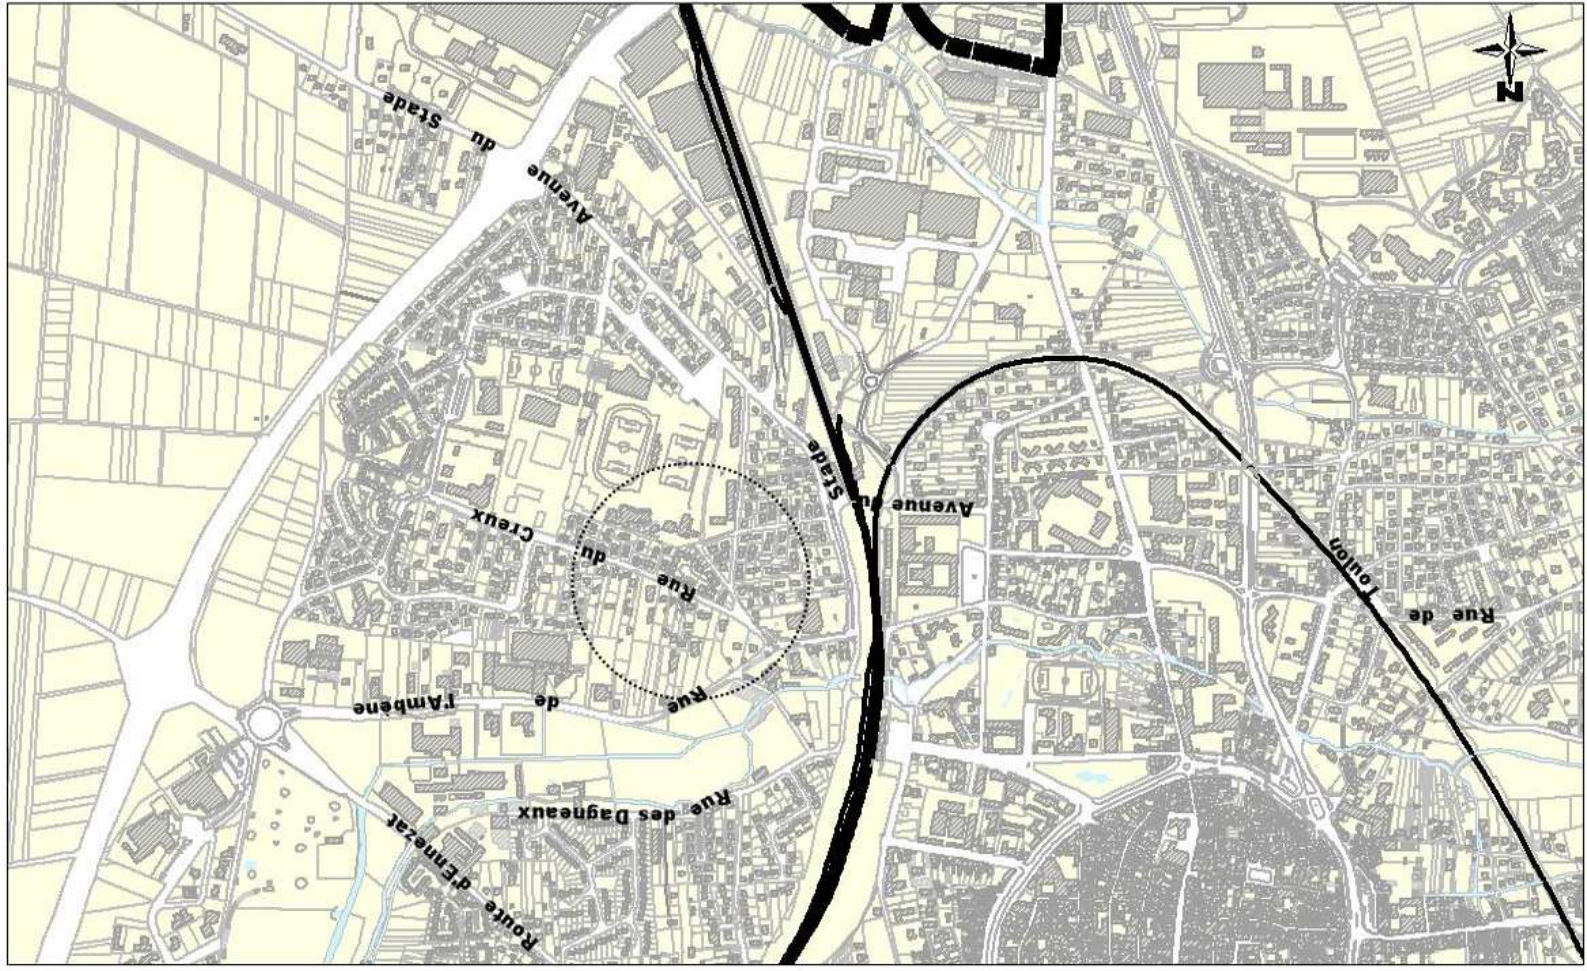 Route d'Ennezat
Rue des Dagneaux
Rue de l'Ambène
Rue de Toulon
Rue du Creux
Avenue du Stade
Avenue du Stade
N